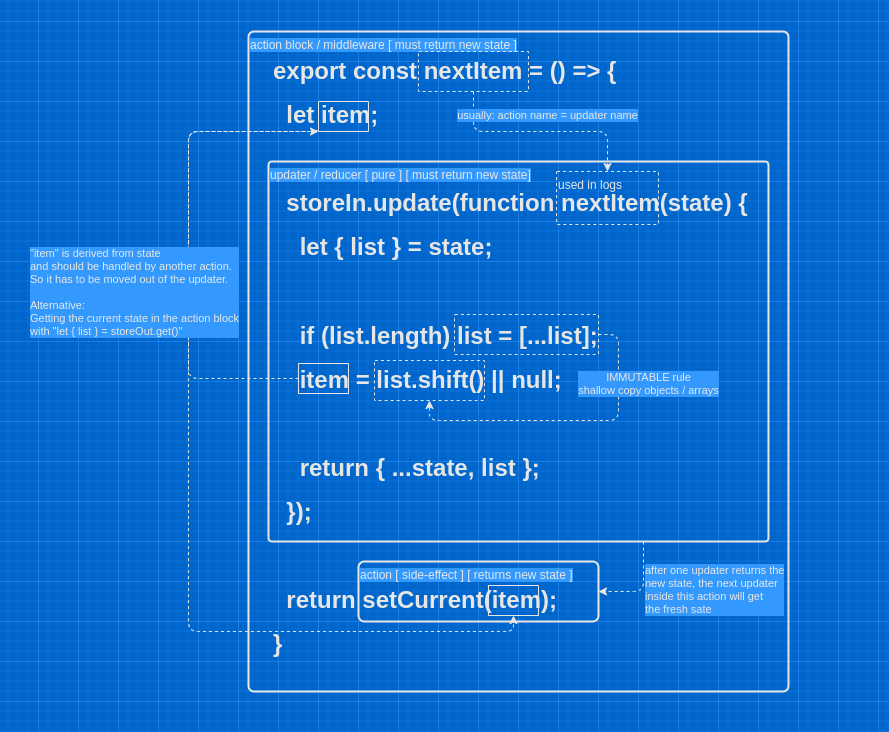 action block / middleware [ must return new state ]
export const nextItem = () => {
let item;
usually: action name = updater name
updater / reducer [ pure ] [ must return new state]
used in logs
storeIn.update(function nextItem(state) {
let { list } = state;
"item" is derived from state
and should be handled by another action.
So it has to be moved out of the updater.
Alternative:
Getting the current state in the action block
with "let { list } = storeOut.get()"
if (list.length) list = [...list];
item = list.shift() || null;
IMMUTABLE rule
shallow copy objects / arrays
return { ...state, list };
});
action [ side-effect ] [ returns new state ]
return setCurrent(item);
after one updater returns the
new state, the next updater
inside this action will get
the fresh sate
}